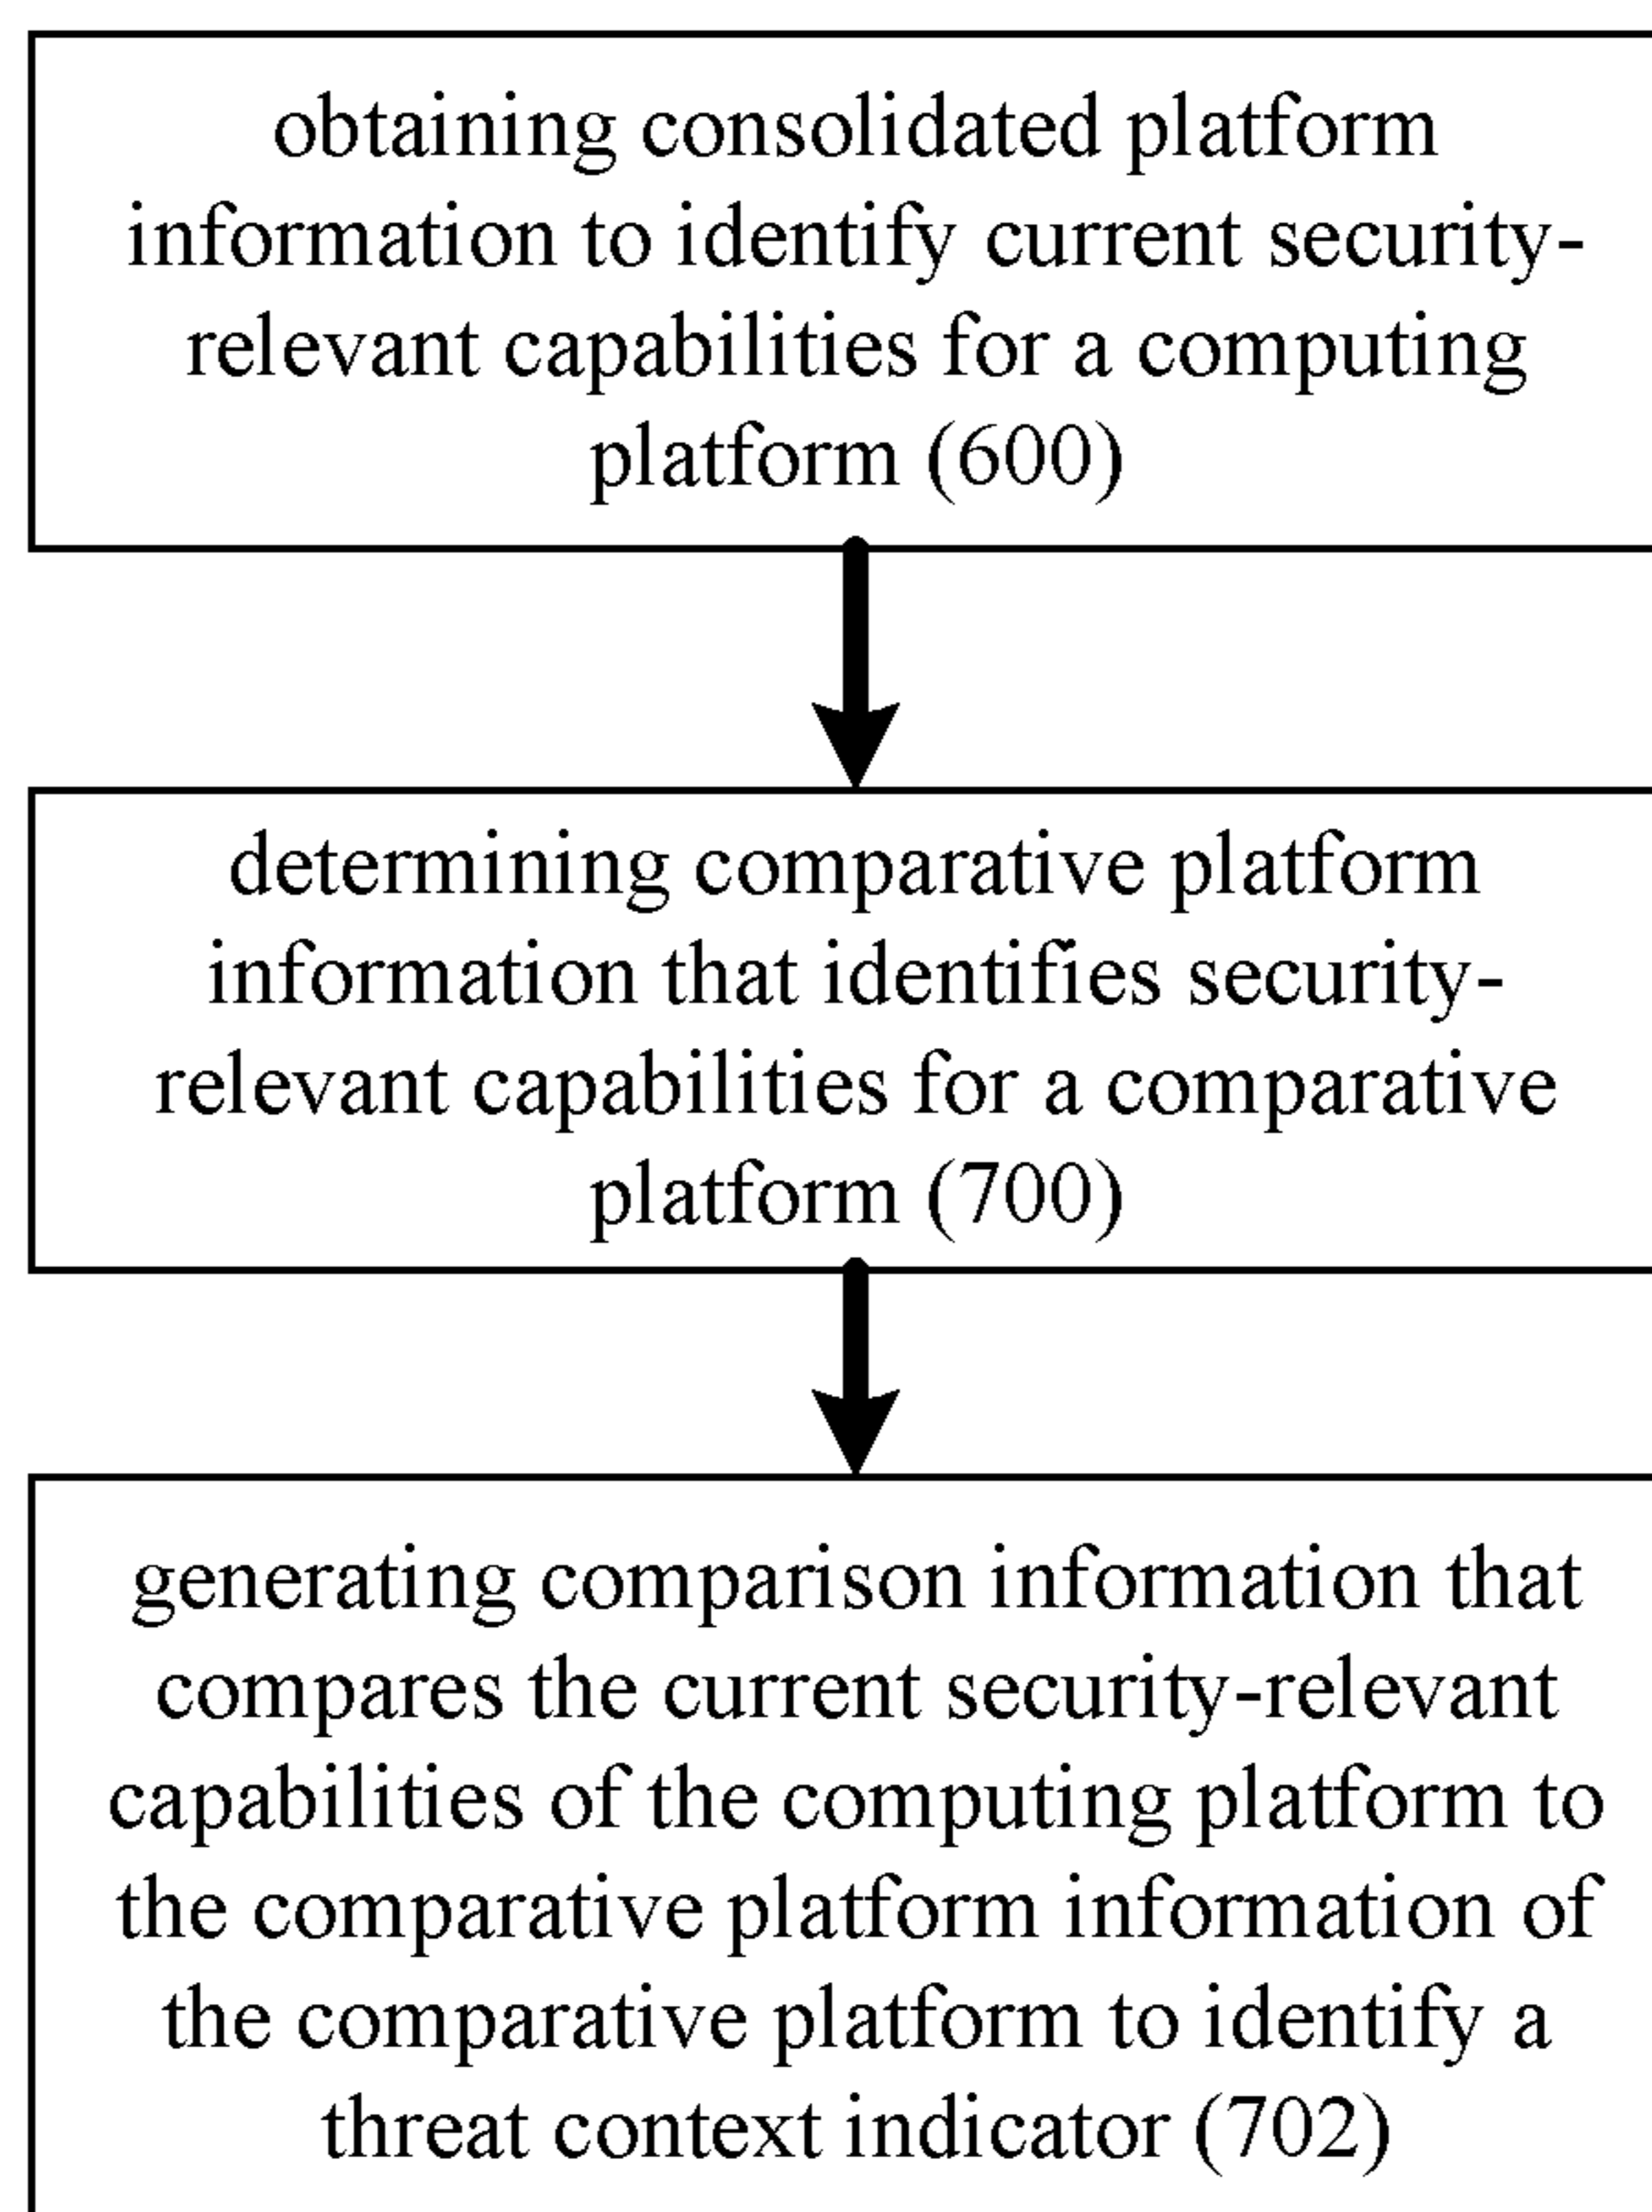 obtaining consolidated platform
information to identify current security-
relevant capabilities for a computing
platform (600)
determining comparative platform
information that identifies security-
relevant capabilities for a comparative
platform (700)
generating comparison information that
compares the current security-relevant
capabilities of the computing platform to
the comparative platform information of
the comparative platform to identify a
threat context indicator (702)